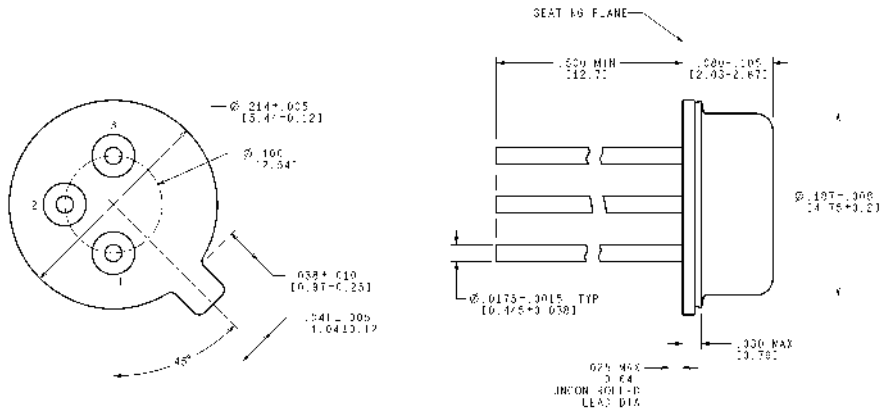 SEATING PLANE
.500 MIN
[12.7]
.080-.105
[2.03-2.67]
Ø.214±.005
[5.44±0.12]
3
Ø.100
[2.54]
2
1
Ø.187±.008
[4.75±0.2]
.038±.010
[0.97±0.25]
.041±.005
1.04±0.12
45°
Ø.0175±.0015 TYP
[0.445±0.038]
.030 MAX
[0.76]
.025 MAX
0.64
UNCONTROLLED
LEAD DIA